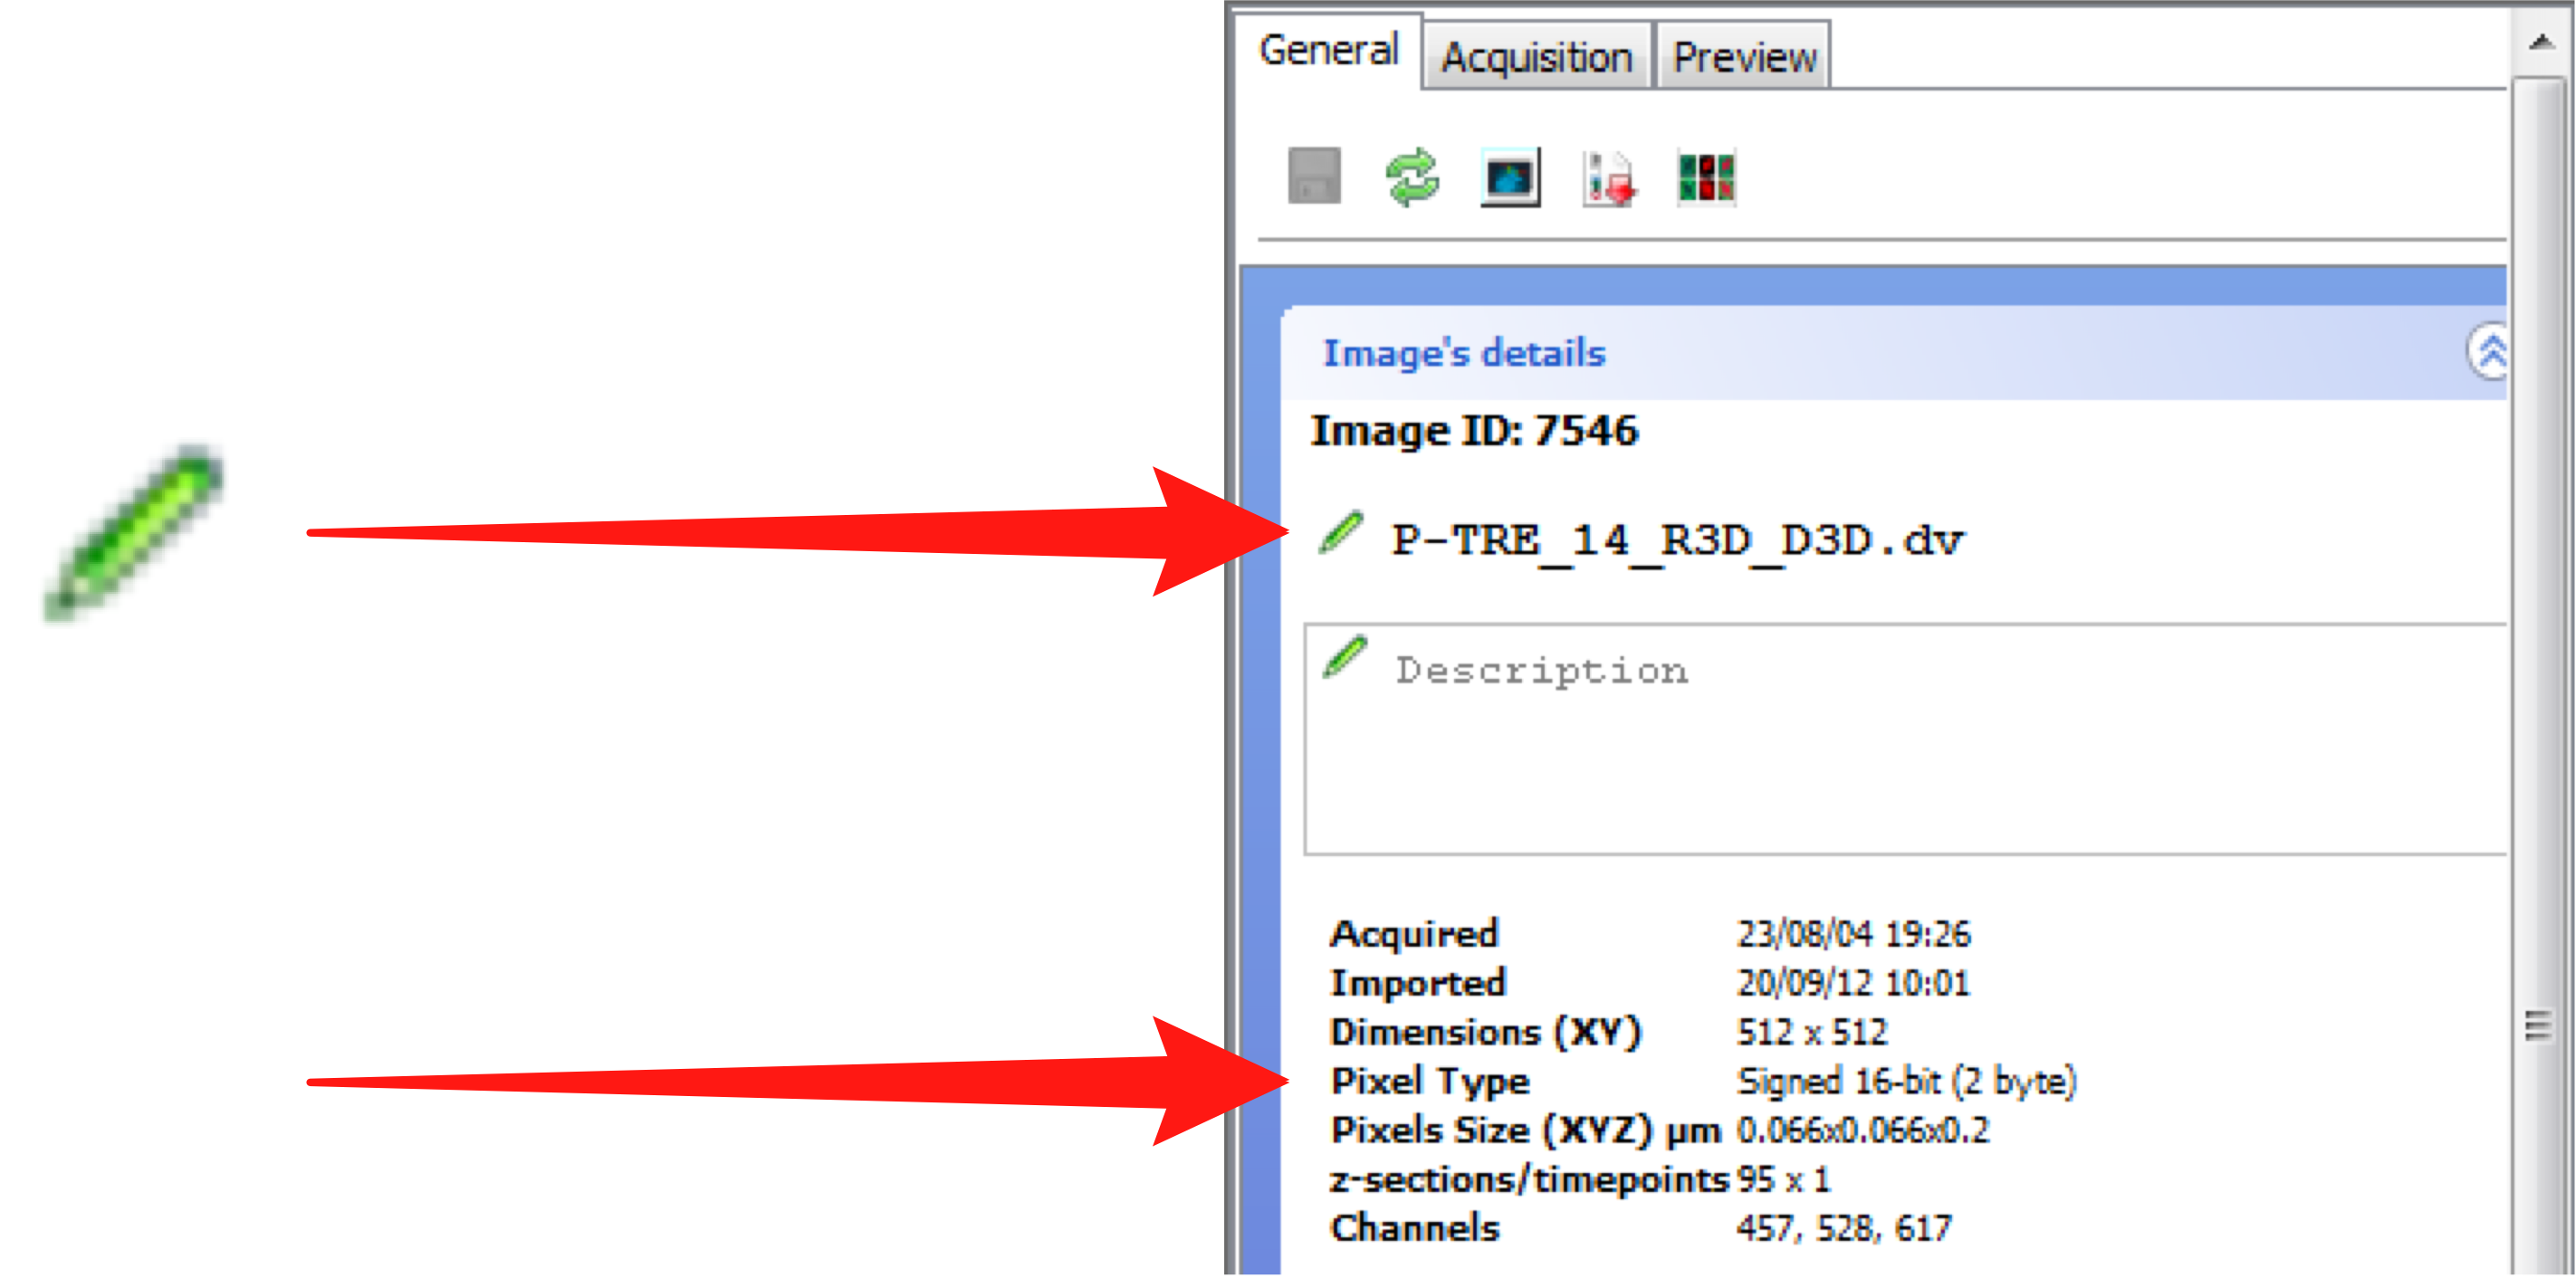 General Acquisition Preview
Image's details
Image ID: 7546
P-TRE_14_R3D_D3D.dv
Description
Acquired 23/08/04 19:26
Imported 20/09/12 10:01
Dimensions (XY) 512 x 512
Pixel Type Signed 16-bit (2 byte)
Pixels Size (XYZ) µm 0.066x0.066x0.2
z-sections/timepoints 95 x 1
Channels 457, 528, 617